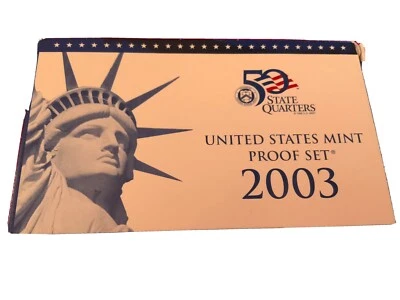 50
STATE
QUARTERS
UNITED STATES MINT
PROOF SET®
2003